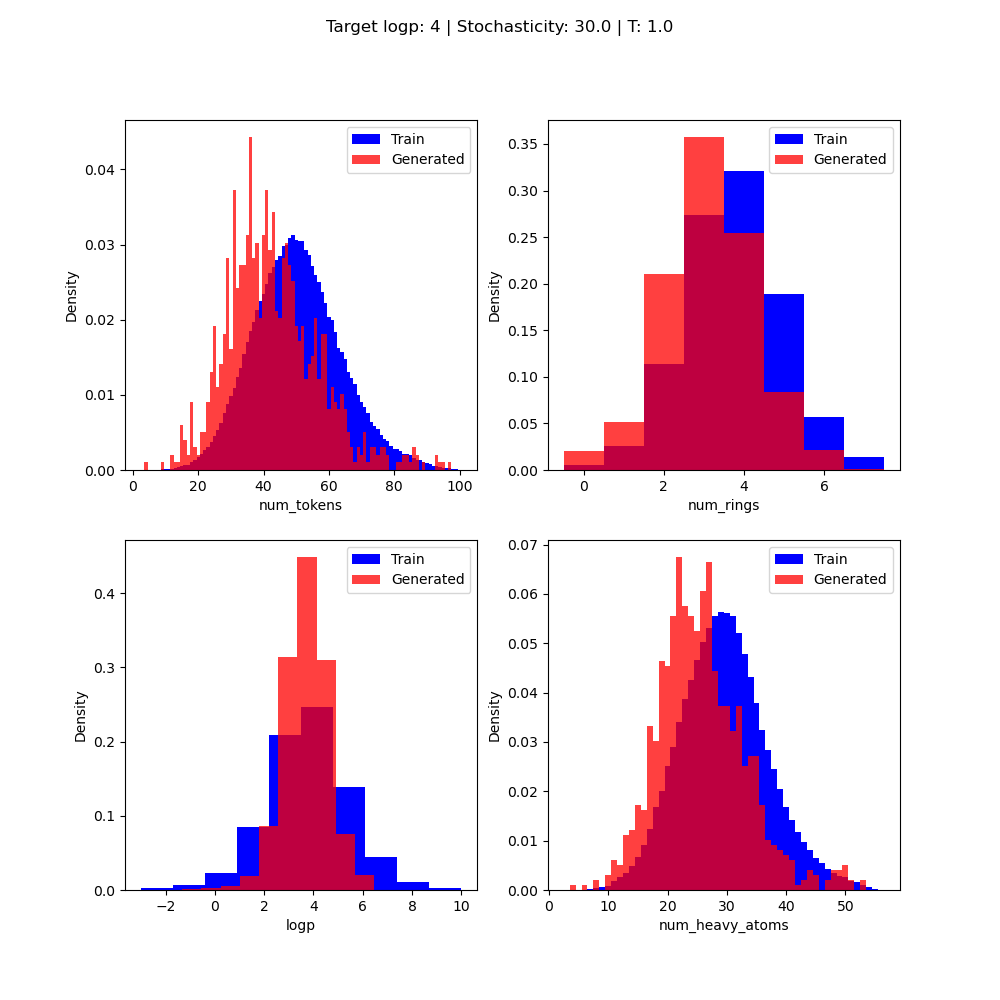 Target logp: 4 | Stochasticity: 30.0 | T: 1.0
Train
Generated
Density
0.04
0.03
0.02
0.01
0.00
0
20
40
60
80
100
num_tokens
Train
Generated
Density
0.35
0.30
0.25
0.20
0.15
0.10
0.05
0.00
0
2
4
6
num_rings
Train
Generated
Density
0.4
0.3
0.2
0.1
0.0
−2
0
2
4
6
8
10
logp
Train
Generated
Density
0.07
0.06
0.05
0.04
0.03
0.02
0.01
0.00
0
10
20
30
40
50
num_heavy_atoms